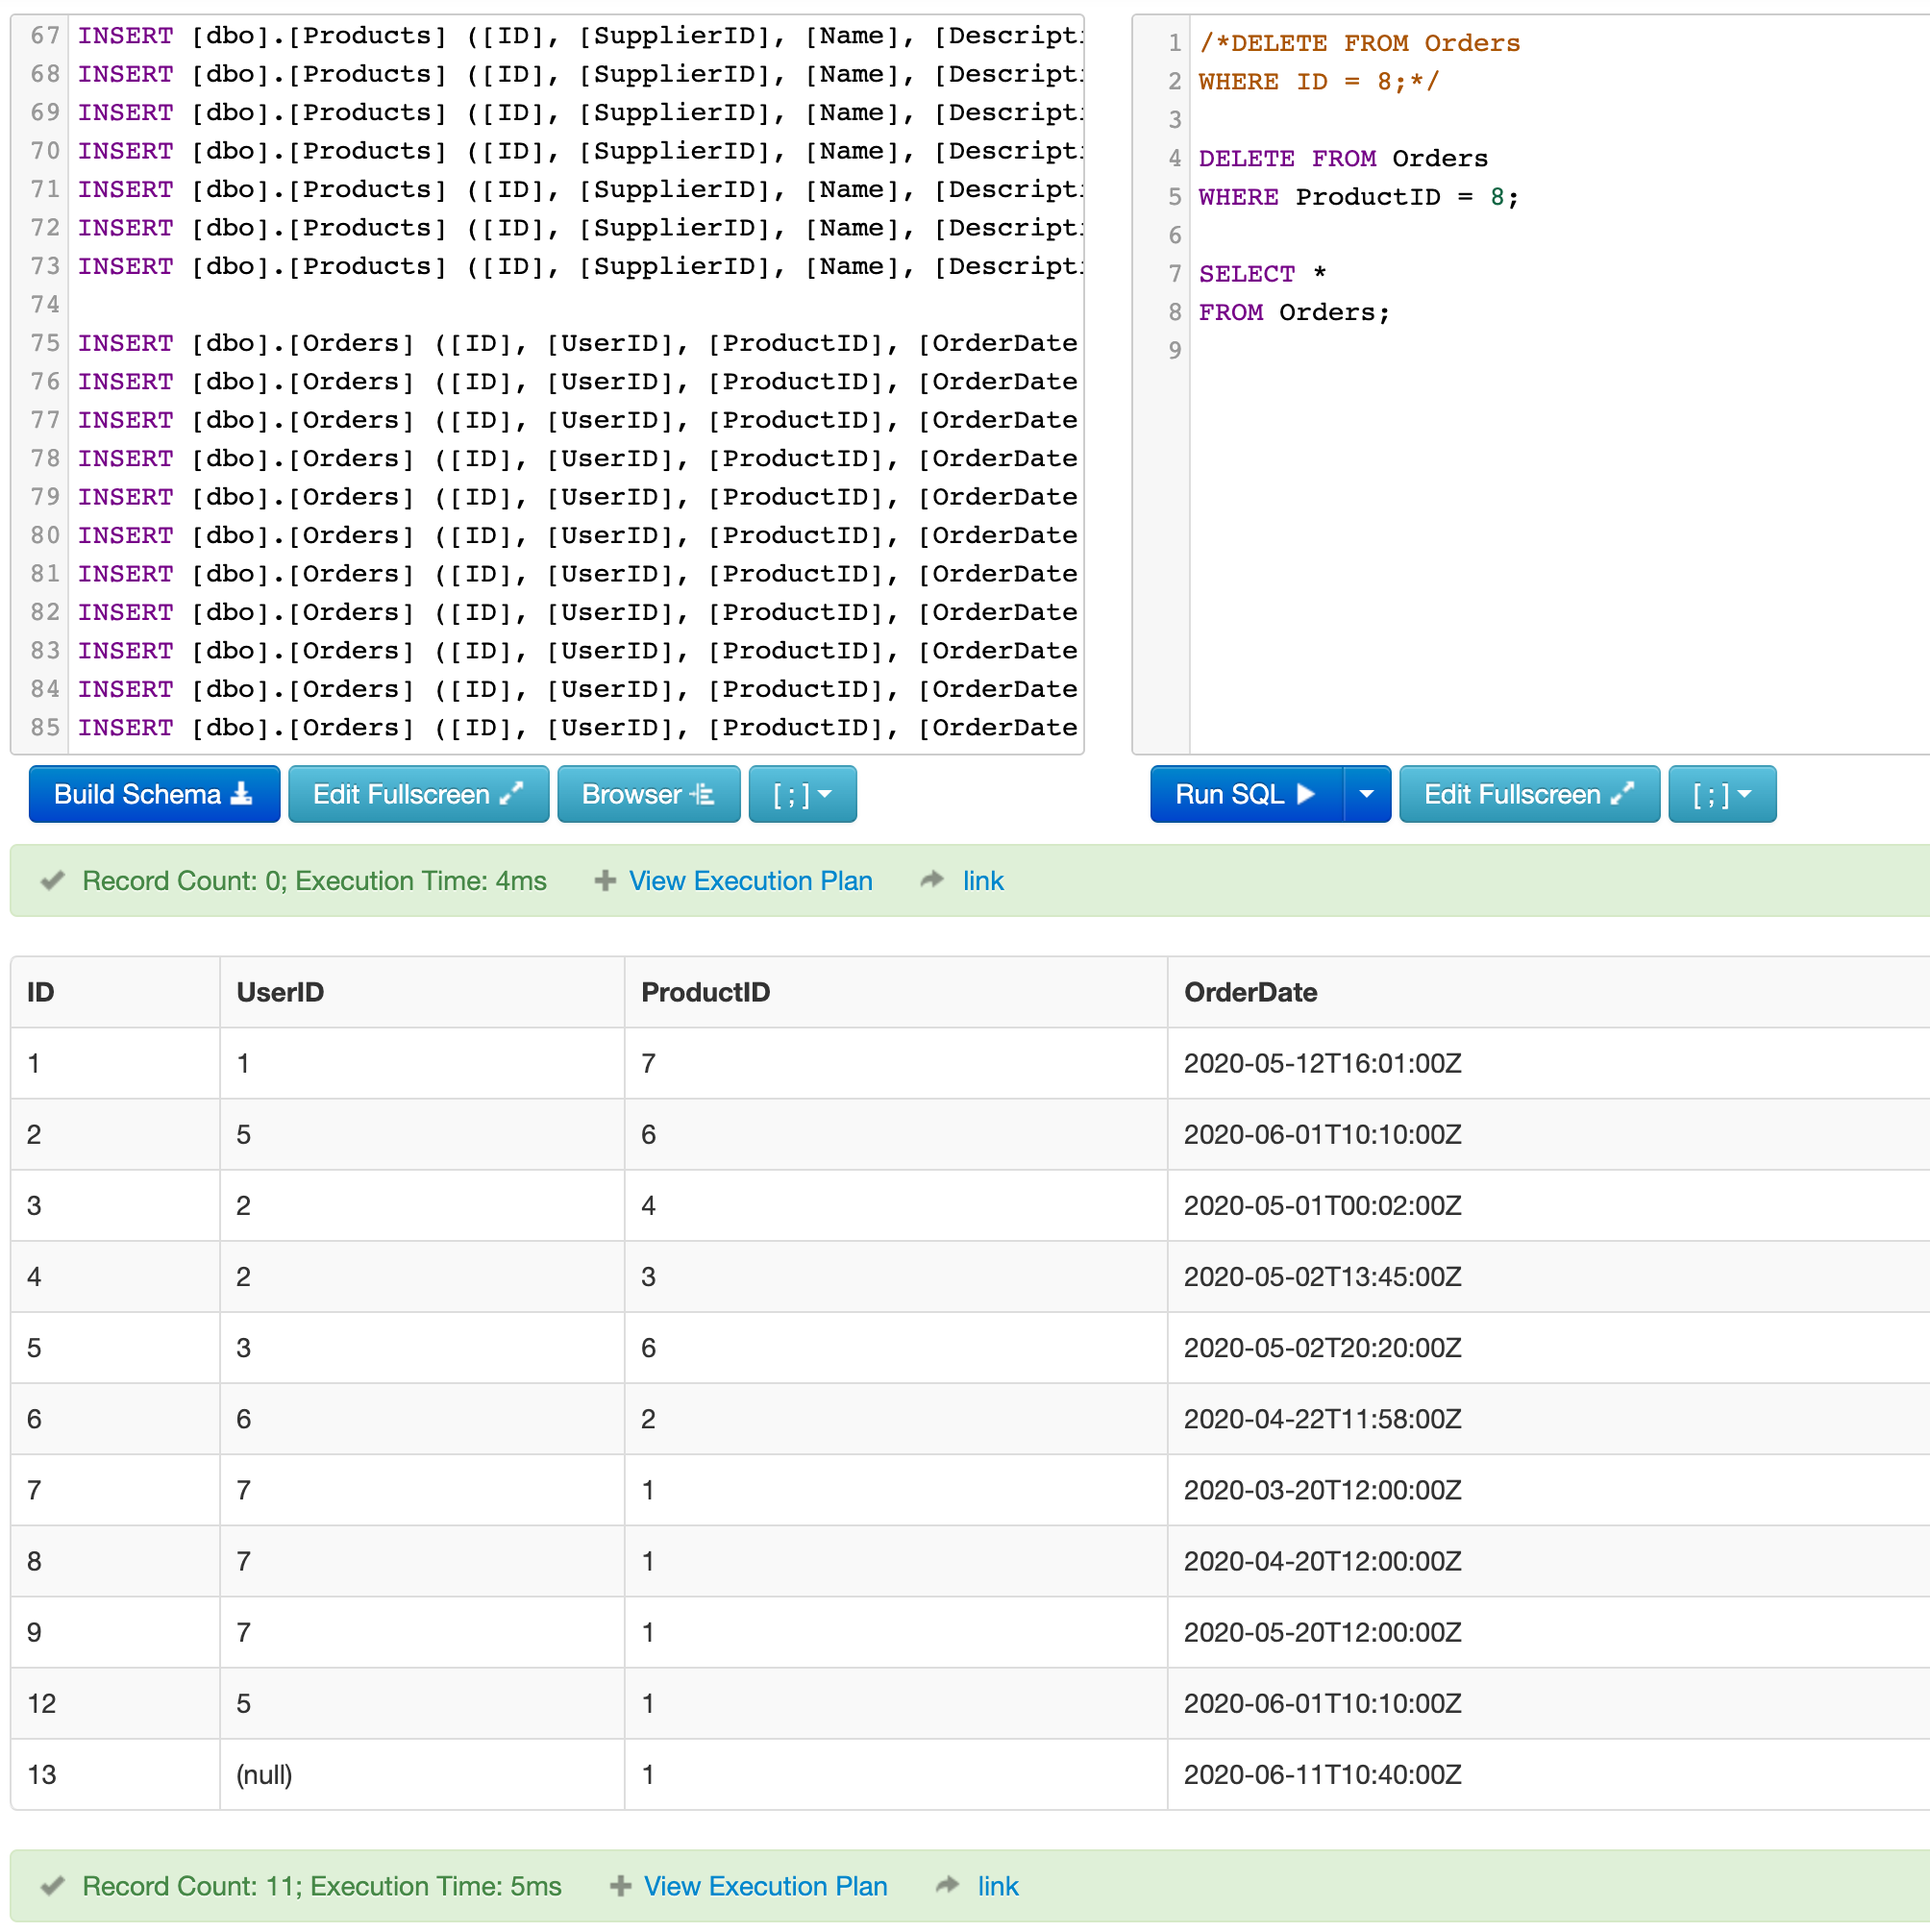 67 INSERT [dbo].[Products] ([ID], [SupplierID], [Name], [Descripti
68 INSERT [dbo].[Products] ([ID], [SupplierID], [Name], [Descripti
69 INSERT [dbo].[Products] ([ID], [SupplierID], [Name], [Descripti
70 INSERT [dbo].[Products] ([ID], [SupplierID], [Name], [Descripti
71 INSERT [dbo].[Products] ([ID], [SupplierID], [Name], [Descripti
72 INSERT [dbo].[Products] ([ID], [SupplierID], [Name], [Descripti
73 INSERT [dbo].[Products] ([ID], [SupplierID], [Name], [Descripti
74
75 INSERT [dbo].[Orders] ([ID], [UserID], [ProductID], [OrderDate
76 INSERT [dbo].[Orders] ([ID], [UserID], [ProductID], [OrderDate
77 INSERT [dbo].[Orders] ([ID], [UserID], [ProductID], [OrderDate
78 INSERT [dbo].[Orders] ([ID], [UserID], [ProductID], [OrderDate
79 INSERT [dbo].[Orders] ([ID], [UserID], [ProductID], [OrderDate
80 INSERT [dbo].[Orders] ([ID], [UserID], [ProductID], [OrderDate
81 INSERT [dbo].[Orders] ([ID], [UserID], [ProductID], [OrderDate
82 INSERT [dbo].[Orders] ([ID], [UserID], [ProductID], [OrderDate
83 INSERT [dbo].[Orders] ([ID], [UserID], [ProductID], [OrderDate
84 INSERT [dbo].[Orders] ([ID], [UserID], [ProductID], [OrderDate
85 INSERT [dbo].[Orders] ([ID], [UserID], [ProductID], [OrderDate
Build Schema Edit Fullscreen Browser [ ; ]
1 /*DELETE FROM Orders
2 WHERE ID = 8;*/
3
4 DELETE FROM Orders
5 WHERE ProductID = 8;
6
7 SELECT *
8 FROM Orders;
9
Run SQL Edit Fullscreen [ ; ]
Record Count: 0; Execution Time: 4ms View Execution Plan link
ID UserID ProductID OrderDate
1 1 7 2020-05-12T16:01:00Z
2 5 6 2020-06-01T10:10:00Z
3 2 4 2020-05-01T00:02:00Z
4 2 3 2020-05-02T13:45:00Z
5 3 6 2020-05-02T20:20:00Z
6 6 2 2020-04-22T11:58:00Z
7 7 1 2020-03-20T12:00:00Z
8 7 1 2020-04-20T12:00:00Z
9 7 1 2020-05-20T12:00:00Z
12 5 1 2020-06-01T10:10:00Z
13 (null) 1 2020-06-11T10:40:00Z
Record Count: 11; Execution Time: 5ms View Execution Plan link